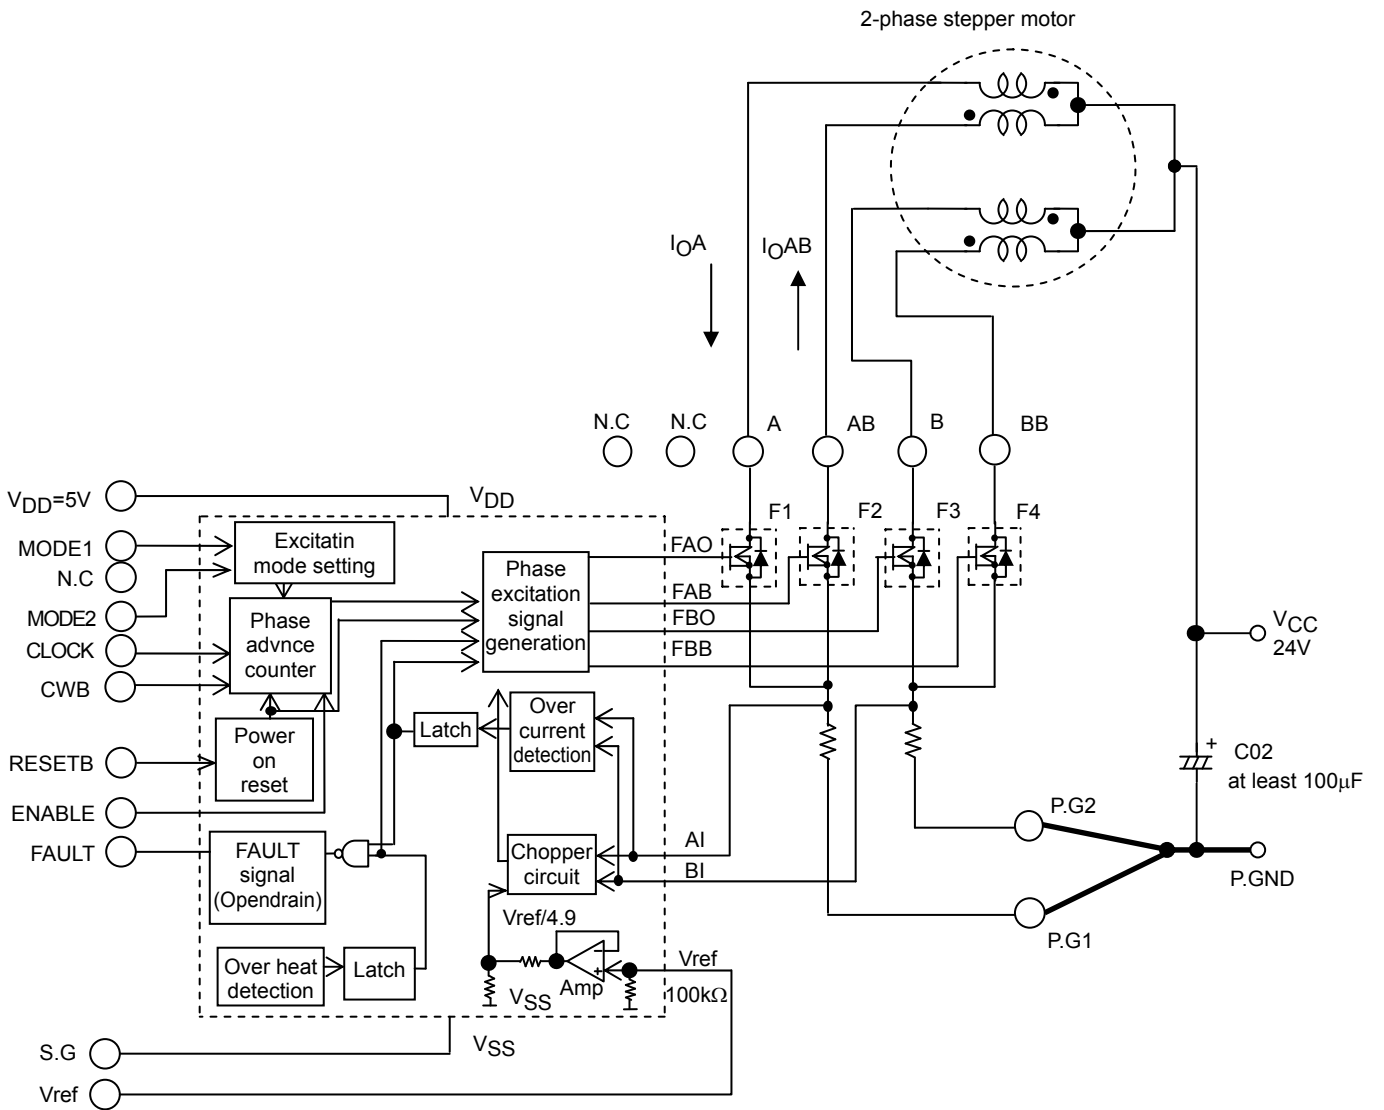 2-phase stepper motor
IOA
IOAB
N.C
N.C
A
AB
B
BB
VDD=5V
VDD
MODE1
N.C
MODE2
CLOCK
CWB
RESETB
ENABLE
FAULT
Excitatin
mode setting
Phase
advnce
counter
Power
on
reset
FAULT
signal
(Opendrain)
Over heat
detection
Latch
Phase
excitation
signal
generation
Latch
Over
current
detection
Chopper
circuit
Vref/4.9
Amp
VSS
FAO
FAB
FBO
FBB
F1
F2
F3
F4
AI
BI
Vref
100kΩ
VCC
24V
+
C02
at least 100μF
P.G2
P.G1
P.GND
S.G
VSS
Vref
−
+